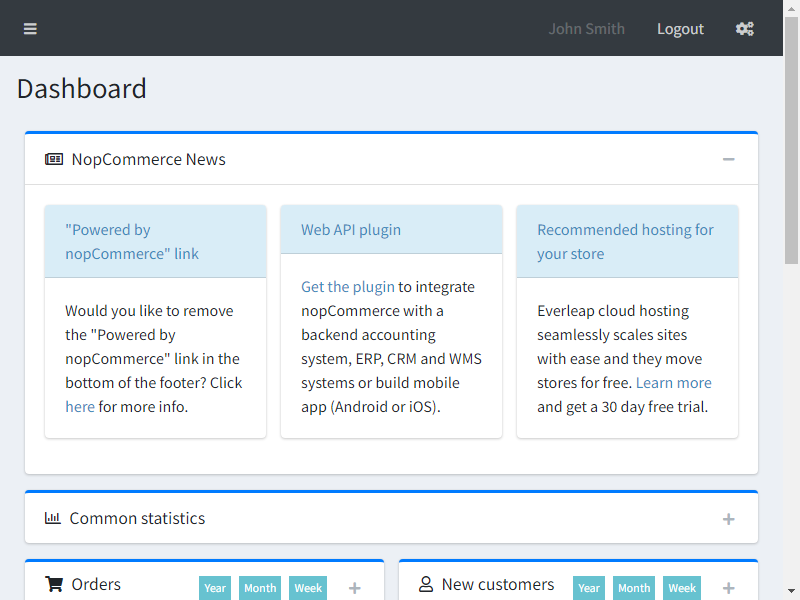 John Smith
Logout
Dashboard
NopCommerce News
"Powered by
nopCommerce" link
Would you like to remove
the "Powered by
nopCommerce" link in the
bottom of the footer? Click
here for more info.
Web API plugin
Get the plugin to integrate
nopCommerce with a
backend accounting
system, ERP, CRM and WMS
systems or build mobile
app (Android or iOS).
Recommended hosting for
your store
Everleap cloud hosting
seamlessly scales sites
with ease and they move
stores for free. Learn more
and get a 30 day free trial.
Common statistics
Orders
Year
Month
Week
New customers
Year
Month
Week